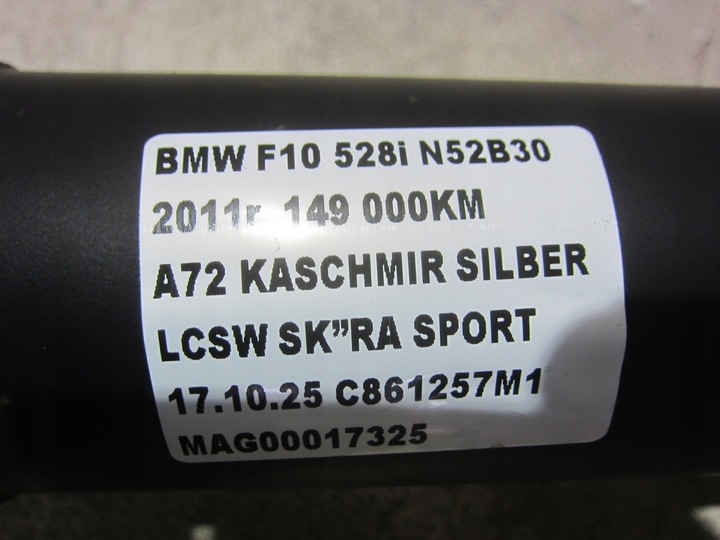 BMW F10 528i N52B30
2011r 149 000KM
A72 KASCHMIR SILBER
LCSW SK”RA SPORT
17.10.25 C861257M1
MAG00017325